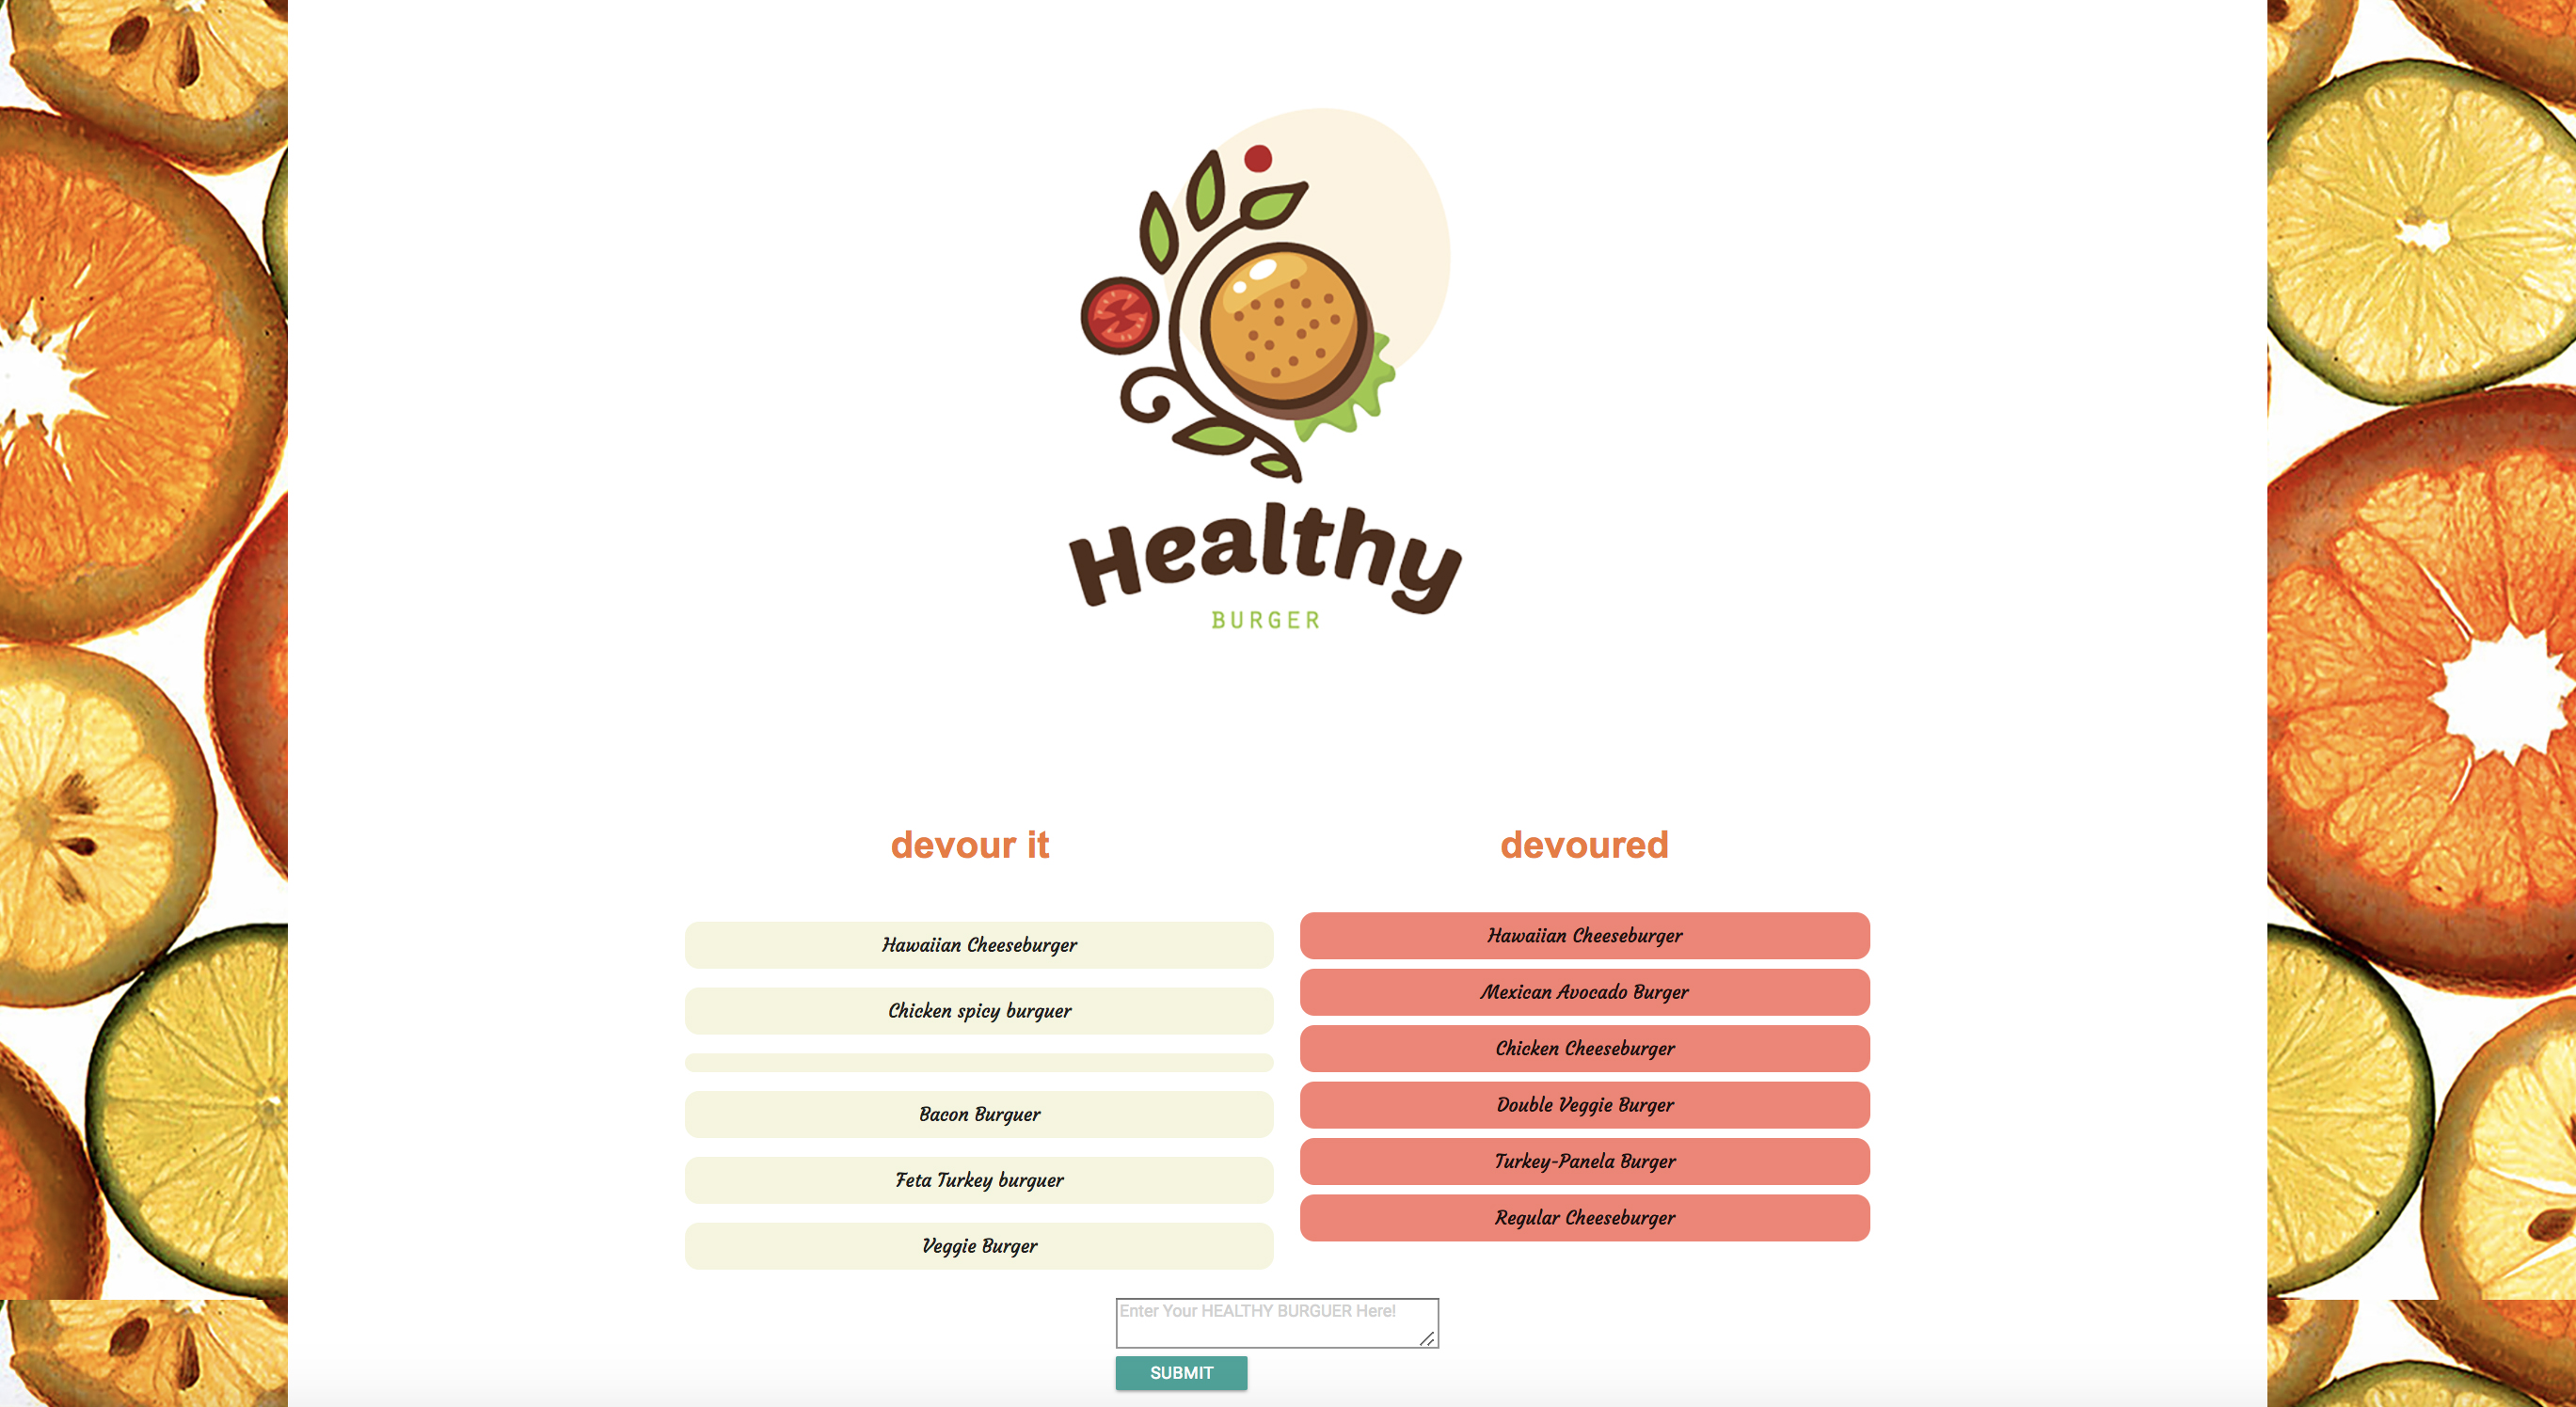 Healthy
BURGER
devour it
Hawaiian Cheeseburger
Chicken spicy burguer
Bacon Burguer
Feta Turkey burguer
Veggie Burger
devoured
Hawaiian Cheeseburger
Mexican Avocado Burger
Chicken Cheeseburger
Double Veggie Burger
Turkey-Panela Burger
Regular Cheeseburger
Enter Your HEALTHY BURGUER Here!
SUBMIT